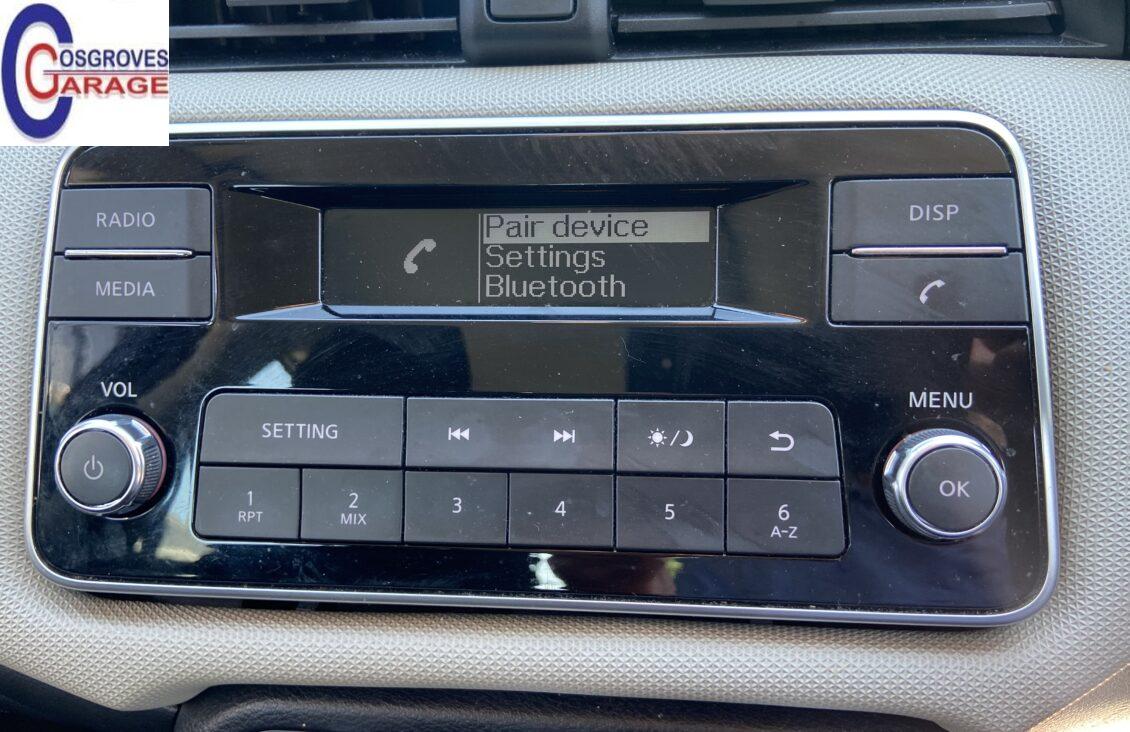 COSGROVES
GARAGE
RADIO
MEDIA
Pair device
Settings
Bluetooth
DISP
VOL
MENU
SETTING
OK
1
RPT
2
MIX
3
4
5
6
A-Z